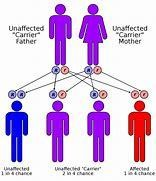 Unaffected
"Carrier"
Father
Unaffected
"Carrier"
Mother
R r R r
R R R r R r r r
Unaffected
1 in 4 chance
Unaffected "Carrier"
2 in 4 chance
Affected
1 in 4 chance